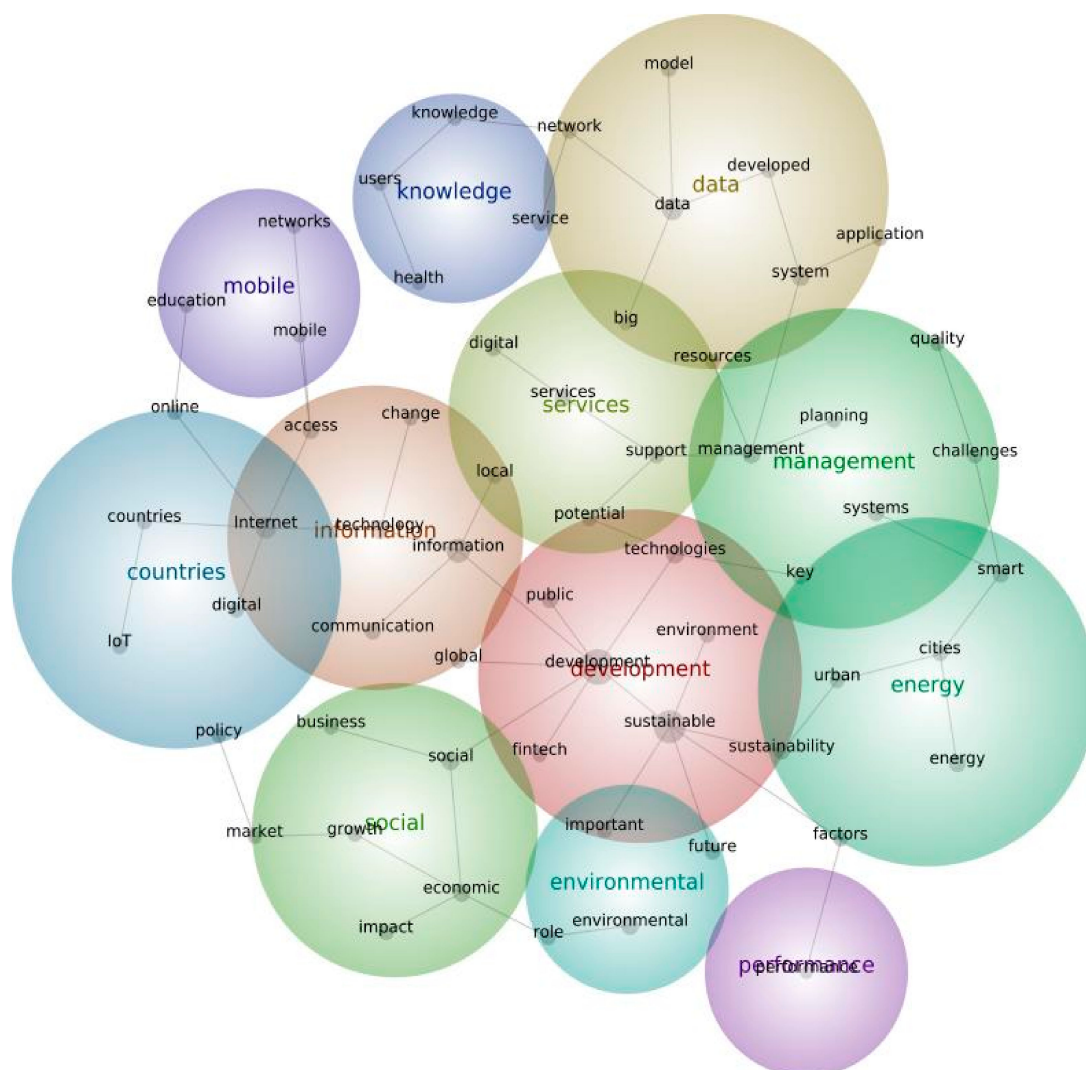 model
knowledge
network
developed
users
knowledge
data
data
service
networks
application
health
system
mobile
education
big
mobile
digital
quality
resources
services
services
online
change
planning
access
support
management
challenges
management
local
countries
Internet
technology
information
potential
systems
information
technologies
countries
key
smart
public
digital
communication
environment
IoT
global
development
development
cities
urban
energy
policy
business
sustainable
social
fintech
sustainability
energy
market
growth
social
important
factors
future
economic
environmental
impact
role
environmental
performance
performance